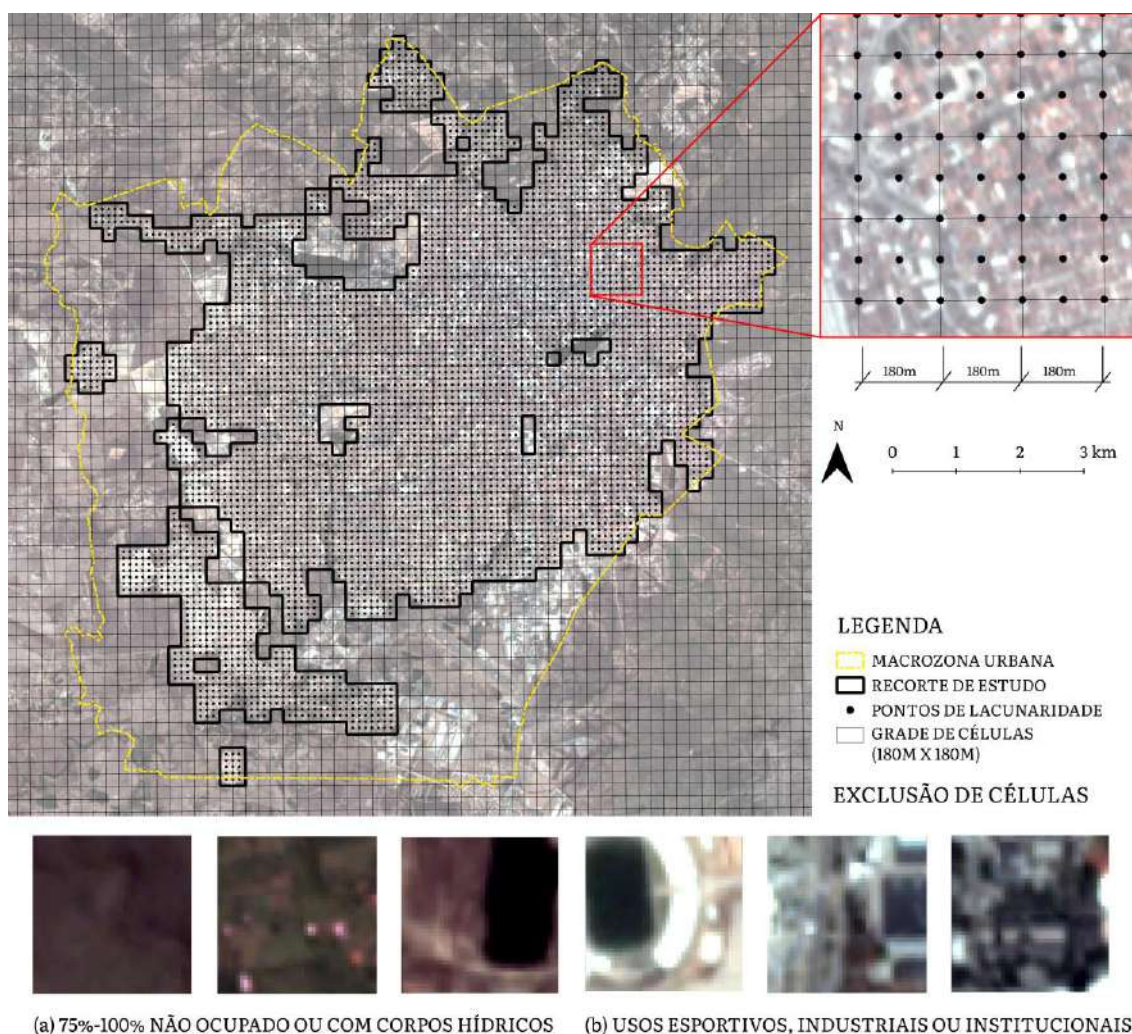 180m 180m 180m
N
0 1 2 3 km
LEGENDA
MACROZONA URBANA
RECORTE DE ESTUDO
PONTOS DE LACUNARIDADE
GRADE DE CÉLULAS
(180M X 180M)
EXCLUSÃO DE CÉLULAS
(a) 75%-100% NÃO OCUPADO OU COM CORPOS HÍDRICOS (b) USOS ESPORTIVOS, INDUSTRIAIS OU INSTITUCIONAIS